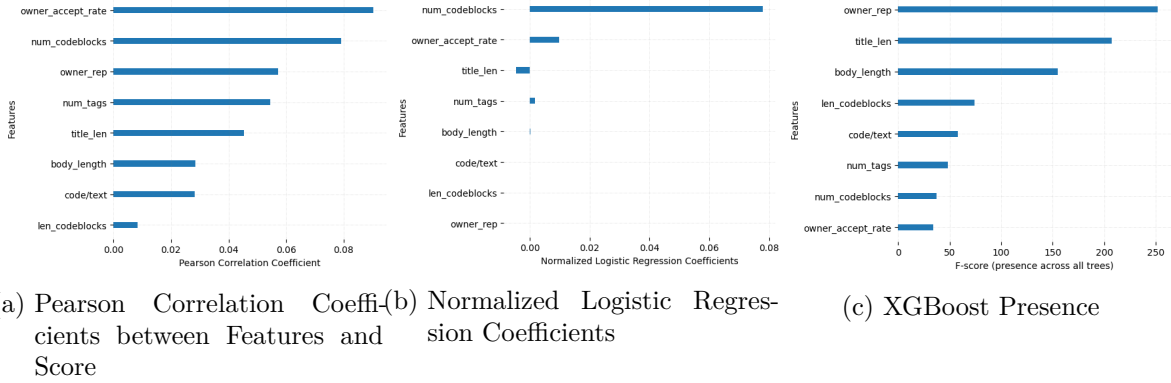 owner_accept_rate
num_codeblocks
owner_rep
num_tags
title_len
body_length
code/text
len_codeblocks
Features
0.00 0.02 0.04 0.06 0.08
Pearson Correlation Coefficient
a) Pearson Correlation Coeffi-
cients between Features and
Score
num_codeblocks
owner_accept_rate
title_len
num_tags
body_length
code/text
len_codeblocks
owner_rep
Features
0.00 0.02 0.04 0.06 0.08
Normalized Logistic Regression Coefficients
(b) Normalized Logistic Regres-
sion Coefficients
owner_rep
title_len
body_length
len_codeblocks
code/text
num_tags
num_codeblocks
owner_accept_rate
Features
0 50 100 150 200 250
F-score (presence across all trees)
(c) XGBoost Presence